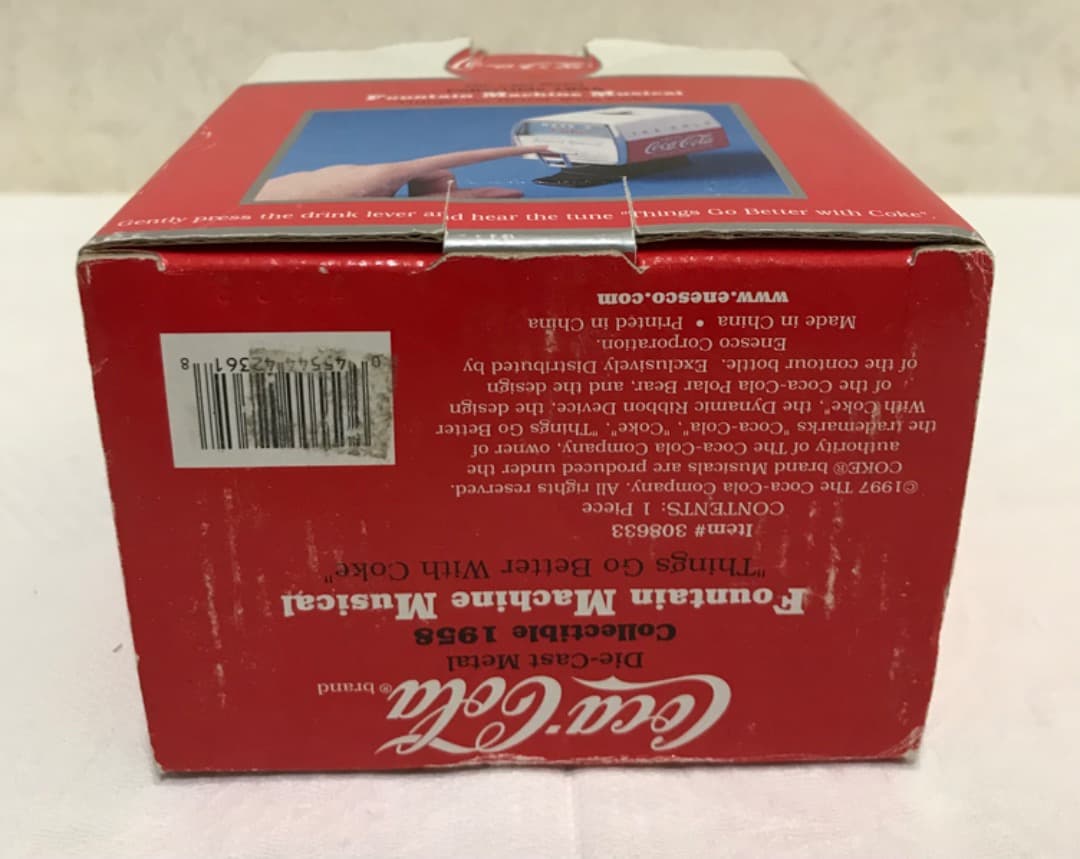 Fountain Machine Musical
THE COLD
Coca-Cola
Gently press the drink lever and hear the tune "Things Go Better with Coke".
Coca-Cola® brand
Die-Cast Metal
Collectible 1958
Fountain Machine Musical
"Things Go Better With Coke"
Item # 308633
CONTENTS: 1 Piece
©1997 The Coca-Cola Company. All rights reserved.
COKE® brand Musicals are produced under the
authority of The Coca-Cola Company, owner of
the trademarks "Coca-Cola", "Coke", "Things Go Better
With Coke", the Dynamic Ribbon Device, the design
of the Coca-Cola Polar Bear, and the design
of the contour bottle. Exclusively Distributed by
Enesco Corporation.
Made in China • Printed in China
www.enesco.com
0 45544 42361 8